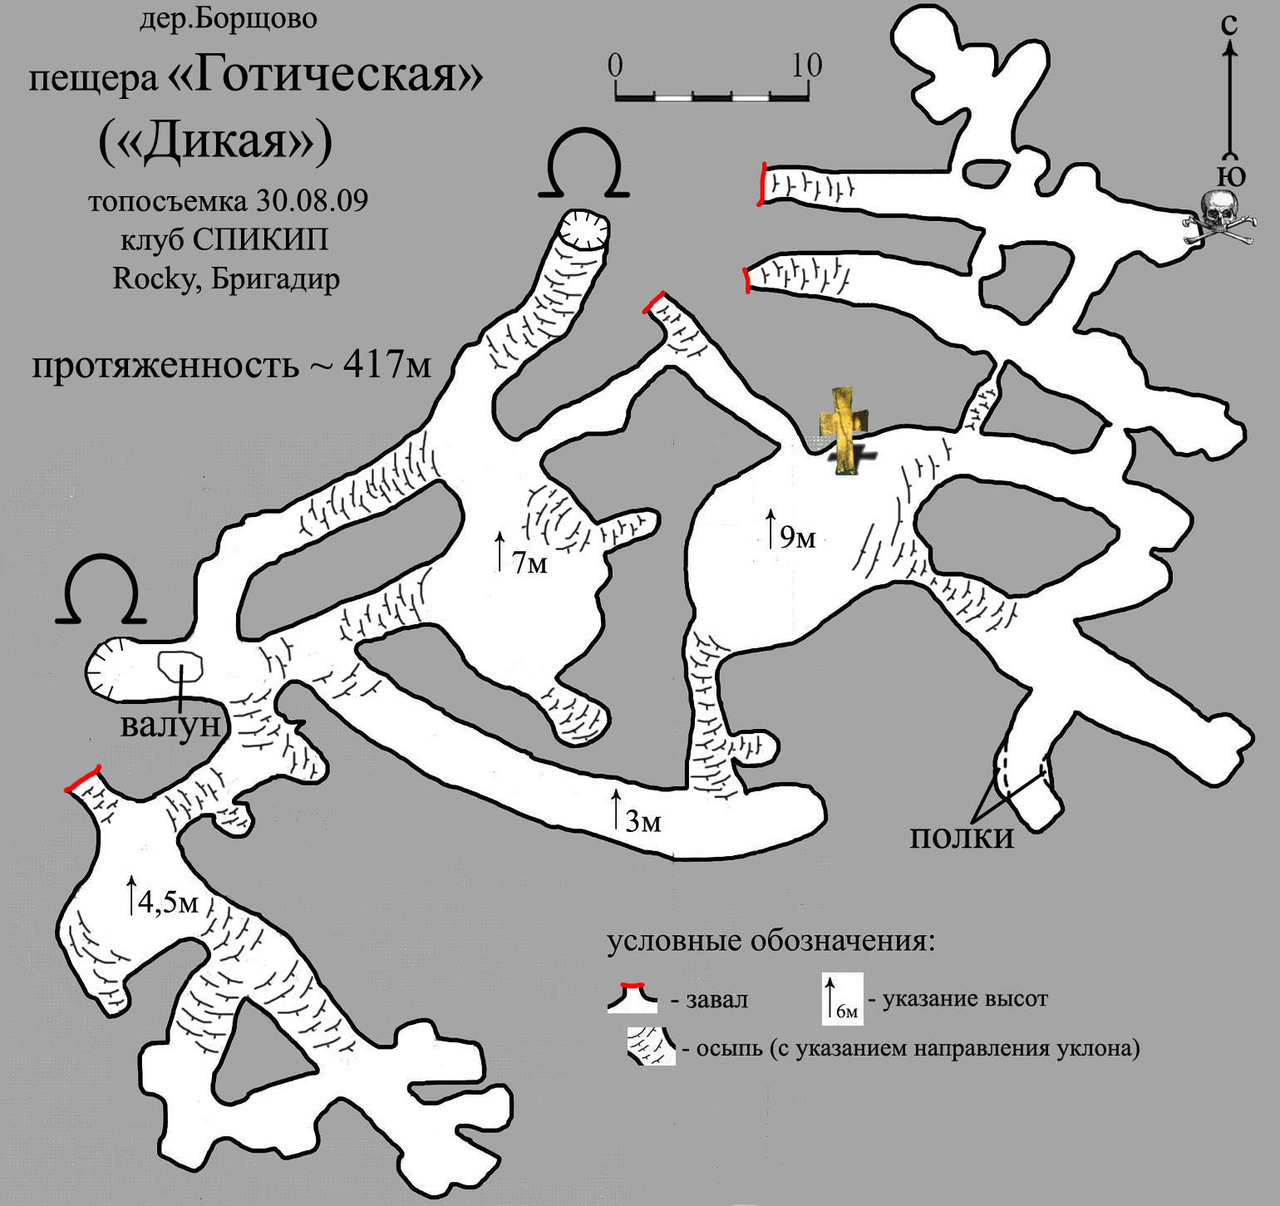 дер.Борщово
пещера «Готическая»
(«Дикая»)
топосъемка 30.08.09
клуб СПИКИП
Rocky, Бригадир
протяженность ~ 417м
0 10
С
Ю
Ω
7м
9м
Ω
валун
3м
полки
4,5м
условные обозначения:
- завал
6м
- указание высот
- осыпь (с указанием направления уклона)